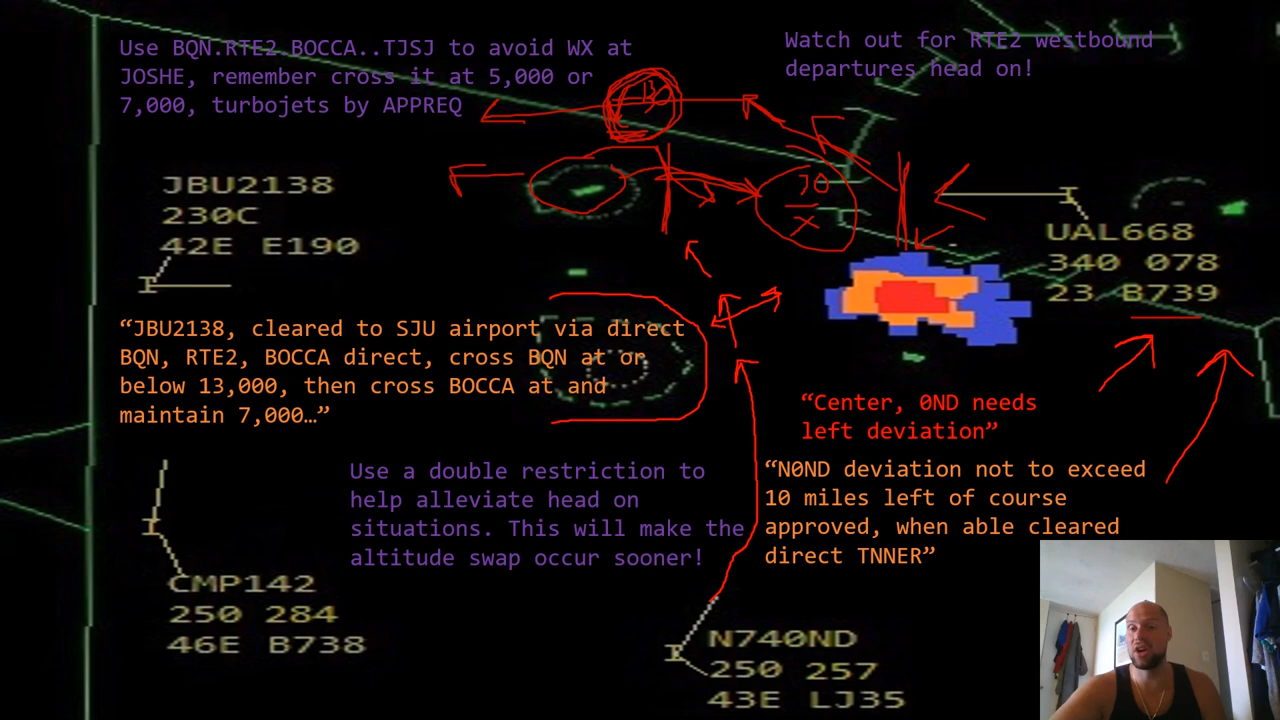 Use BQN.RTE2.BOCCA..TJSJ to avoid WX at
JOSHE, remember cross it at 5,000 or
7,000, turbojets by APPREQ
Watch out for RTE2 westbound
departures head on!
JBU2138
230C
42E E190
UAL668
340 078
23 B739
“JBU2138, cleared to SJU airport via direct
BQN, RTE2, BOCCA direct, cross BQN at or
below 13,000, then cross BOCCA at and
maintain 7,000…”
“Center, 0ND needs
left deviation”
“N0ND deviation not to exceed
10 miles left of course
approved, when able cleared
direct TNNER”
Use a double restriction to
help alleviate head on
situations. This will make the
altitude swap occur sooner!
CMP142
250 284
46E B738
N740ND
250 257
43E LJ35